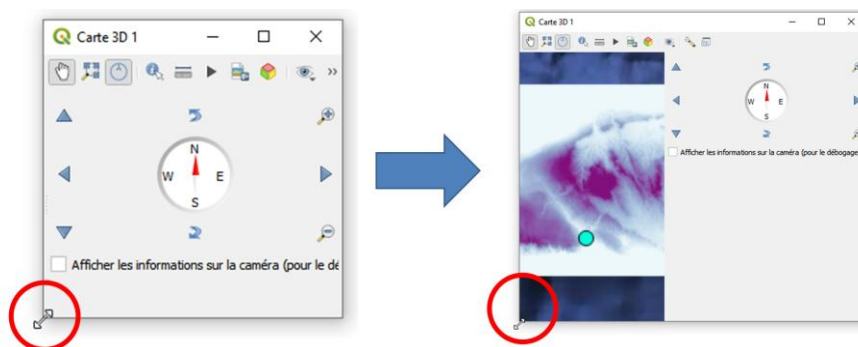 Carte 3D 1
»
N
W E
S
Afficher les informations sur la caméra (pour le dé
Carte 3D 1
N
W E
S
Afficher les informations sur la caméra (pour le débogage